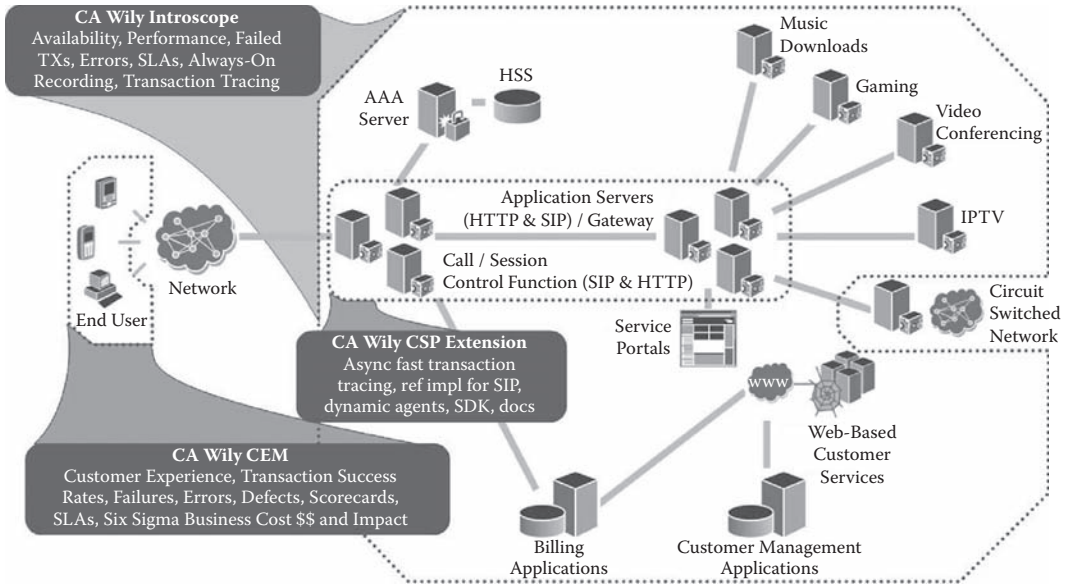 CA Wily Introscope
Availability, Performance, Failed
TXs, Errors, SLAs, Always-On
Recording, Transaction Tracing
Music
Downloads
HSS
AAA
Server
Gaming
Video
Conferencing
Application Servers
(HTTP & SIP) / Gateway
IPTV
Call / Session
Control Function (SIP & HTTP)
Network
End User
Circuit
Switched
Network
Service
Portals
CA Wily CSP Extension
Async fast transaction
tracing, ref impl for SIP,
dynamic agents, SDK, docs
www
Web-Based
Customer
Services
CA Wily CEM
Customer Experience, Transaction Success
Rates, Failures, Errors, Defects, Scorecards,
SLAs, Six Sigma Business Cost $$ and Impact
Billing
Applications
Customer Management
Applications